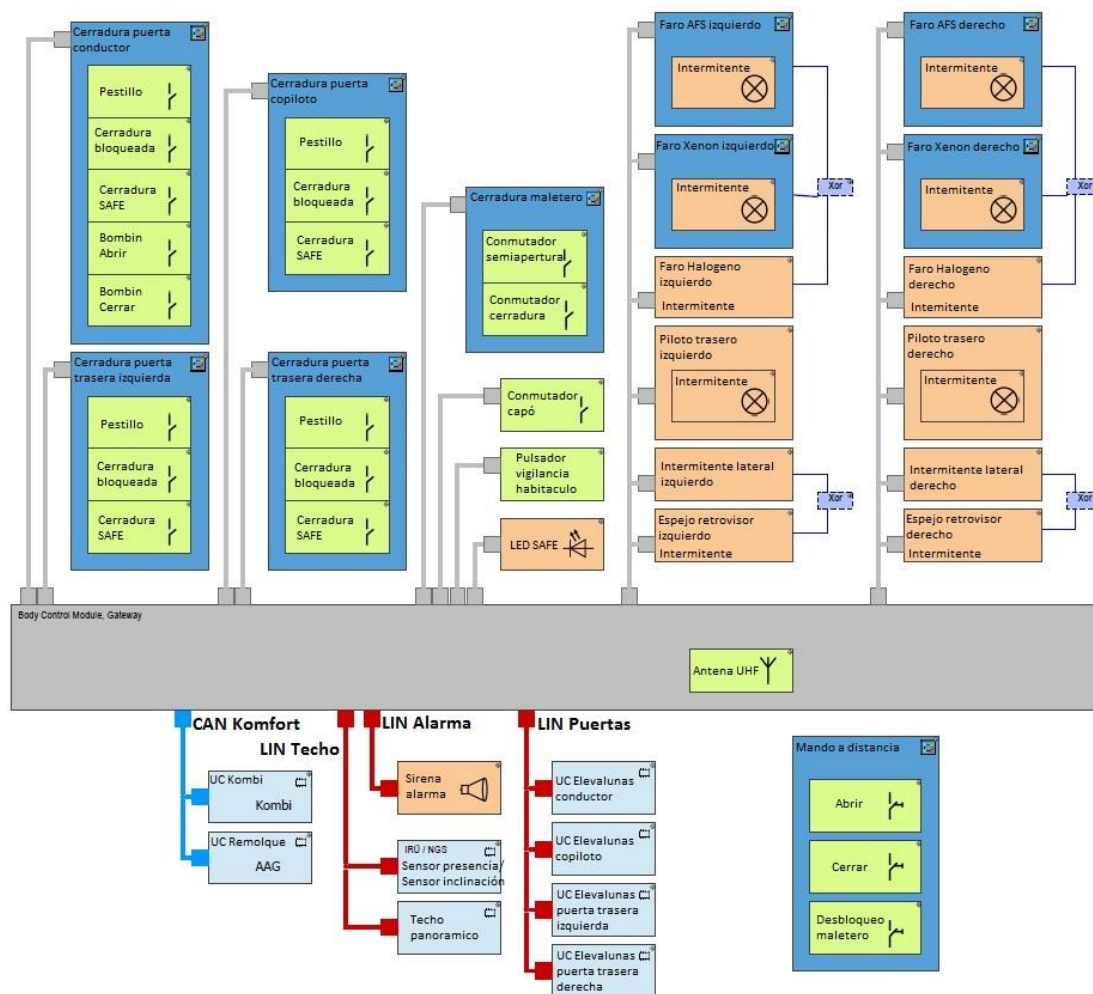 Cerradura puerta
conductor
Pestillo
Cerradura
bloqueada
Cerradura
SAFE
Bombin
Abrir
Bombin
Cerrar
Cerradura puerta
copiloto
Pestillo
Cerradura
bloqueada
Cerradura
SAFE
Cerradura maletero
Conmutador
semiapertura
Conmutador
cerradura
Cerradura puerta
trasera izquierda
Pestillo
Cerradura
bloqueada
Cerradura
SAFE
Cerradura puerta
trasera derecha
Pestillo
Cerradura
bloqueada
Cerradura
SAFE
Conmutador
capó
Pulsador
vigilancia
habitaculo
LED SAFE
Faro AFS izquierdo
Intermitente
Faro Xenon izquierdo
Intermitente
Xor
Faro Halogeno
izquierdo
Intermitente
Piloto trasero
izquierdo
Intermitente
Intermitente lateral
izquierdo
Xor
Espejo retrovisor
izquierdo
Intermitente
Faro AFS derecho
Intermitente
Faro Xenon derecho
Intermitente
Xor
Faro Halogeno
derecho
Intermitente
Piloto trasero
derecho
Intermitente
Intermitente lateral
derecho
Xor
Espejo retrovisor
derecho
Intermitente
Body Control Module, Gateway
Antena UHF
CAN Komfort
LIN Techo
LIN Alarma
LIN Puertas
UC Kombi
Kombi
UC Remolque
AAG
Sirena
alarma
IRÜ / NGS
Sensor presencia/
Sensor inclinación
Techo
panoramico
UC Elevalunas
conductor
UC Elevalunas
copiloto
UC Elevalunas
puerta trasera
izquierda
UC Elevalunas
puerta trasera
derecha
Mando a distancia
Abrir
Cerrar
Desbloqueo
maletero